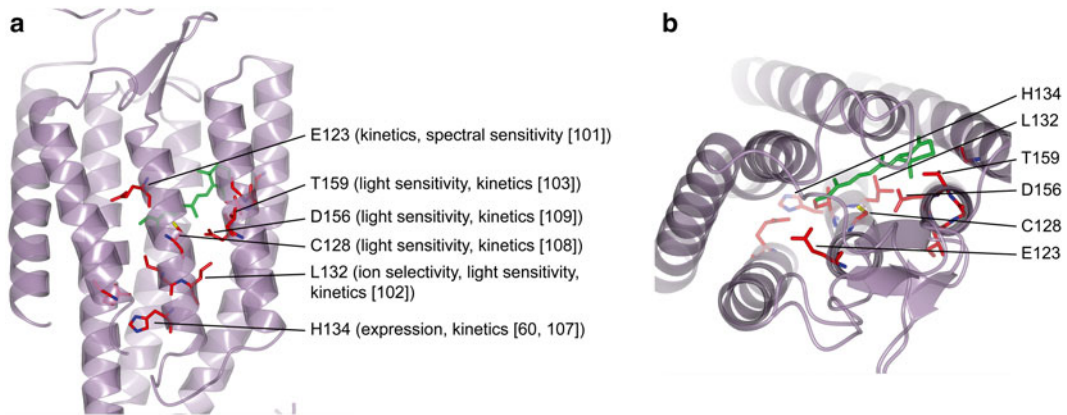 a
E123 (kinetics, spectral sensitivity [101])
T159 (light sensitivity, kinetics [103])
D156 (light sensitivity, kinetics [109])
C128 (light sensitivity, kinetics [108])
L132 (ion selectivity, light sensitivity,
kinetics [102])
H134 (expression, kinetics [60, 107])
b
H134
L132
T159
D156
C128
E123